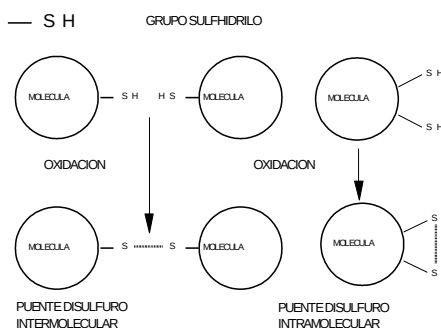 — S H GRUPO SULFHIDRILO
MOLECULA S H H S MOLECULA MOLECULA S H
S H
OXIDACION OXIDACION
MOLECULA S S MOLECULA MOLECULA S
S
PUENTE DISULFURO
INTERMOLECULAR
PUENTE DISULFURO
INTRAMOLECULAR